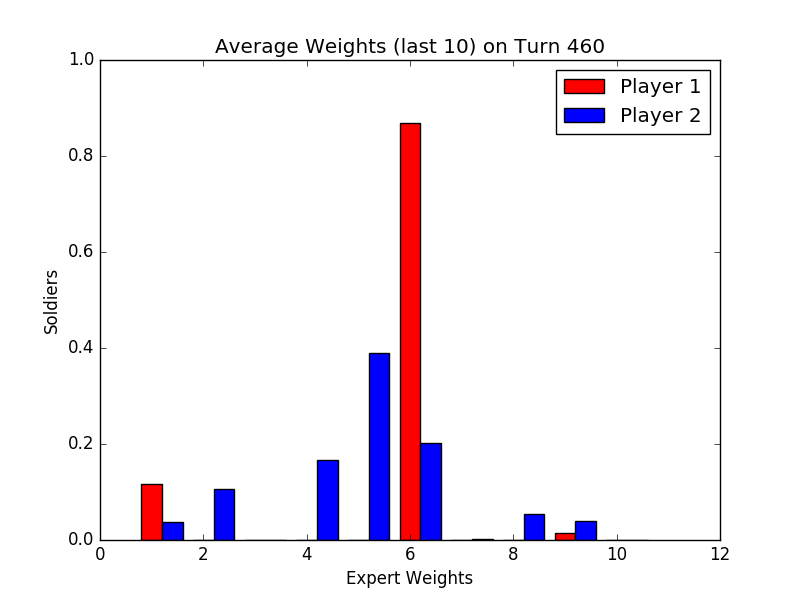 Average Weights (last 10) on Turn 460
1.0
0.8
0.6
0.4
0.2
0.0
Soldiers
Player 1
Player 2
0 2 4 6 8 10 12
Expert Weights